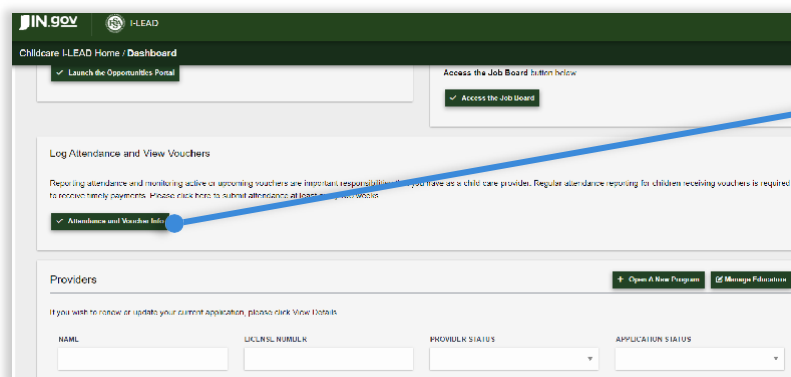 IN.gov I-LEAD
Childcare I-LEAD Home / Dashboard
Launch the Opportunities Portal
Access the Job Board button below
Access the Job Board
Log Attendance and View Vouchers
Reporting attendance and monitoring active or upcoming vouchers are important responsibilities you have as a child care provider. Regular attendance reporting for children receiving vouchers is required
to receive timely payments. Please click here to submit attendance at least weeks
Attendance and Voucher Info
Providers
+ Open A New Program Manage Education
If you wish to renew or update your current application, please click View Details
NAME LICENSE NUMBER PROVIDER STATUS APPLICATION STATUS